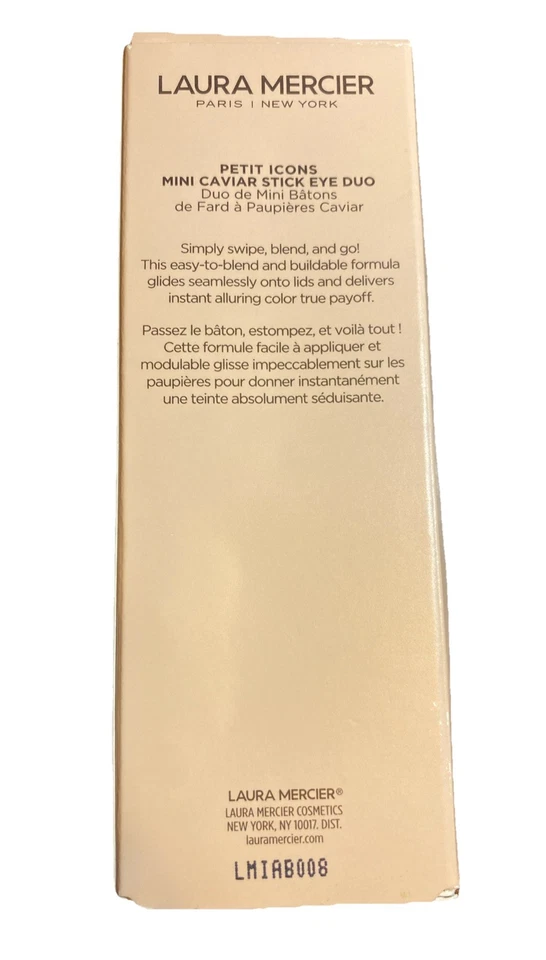 LAURA MERCIER
PARIS | NEW YORK
PETIT ICONS
MINI CAVIAR STICK EYE DUO
Duo de Mini Bâtons
de Fard à Paupières Caviar
Simply swipe, blend, and go!
This easy-to-blend and buildable formula
glides seamlessly onto lids and delivers
instant alluring color true payoff.
Passez le bâton, estompez, et voilà tout !
Cette formule facile à appliquer et
modulable glisse impeccablement sur les
paupières pour donner instantanément
une teinte absolument séduisante.
LAURA MERCIER®
LAURA MERCIER COSMETICS
NEW YORK, NY 10017. DIST.
lauramercier.com
LMIAB008